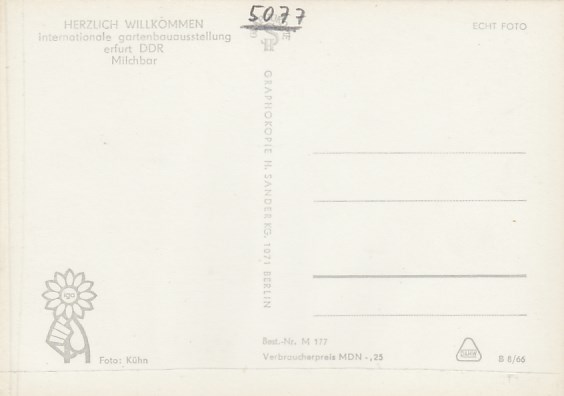 5077
HERZLICH WILLKOMMEN
internationale gartenbauausstellung
erfurt DDR
Milchbar
ECHT FOTO
GRAPHOKOPIE H. SANDER KG. 1071 BERLIN
iga
Foto: Kühn
Best.-Nr. M 177
Verbraucherpreis MDN -,25
B 8/66